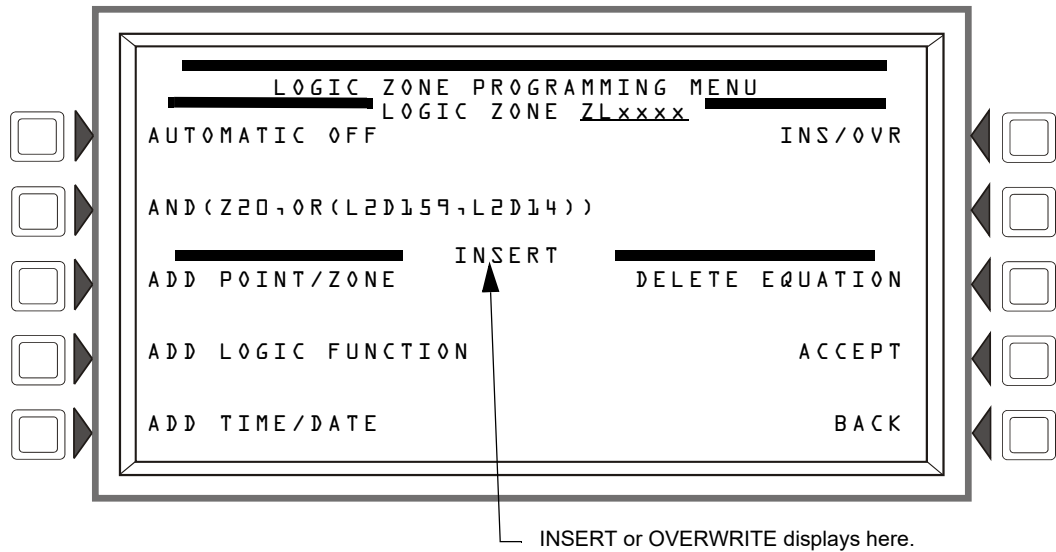 LOGIC ZONE PROGRAMMING MENU
LOGIC ZONE ZLxxxx
AUTOMATIC OFF INS/OVR
AND(Z20,OR(L2D159,L2D14))
INSERT
ADD POINT/ZONE DELETE EQUATION
ADD LOGIC FUNCTION ACCEPT
ADD TIME/DATE BACK
INSERT or OVERWRITE displays here.